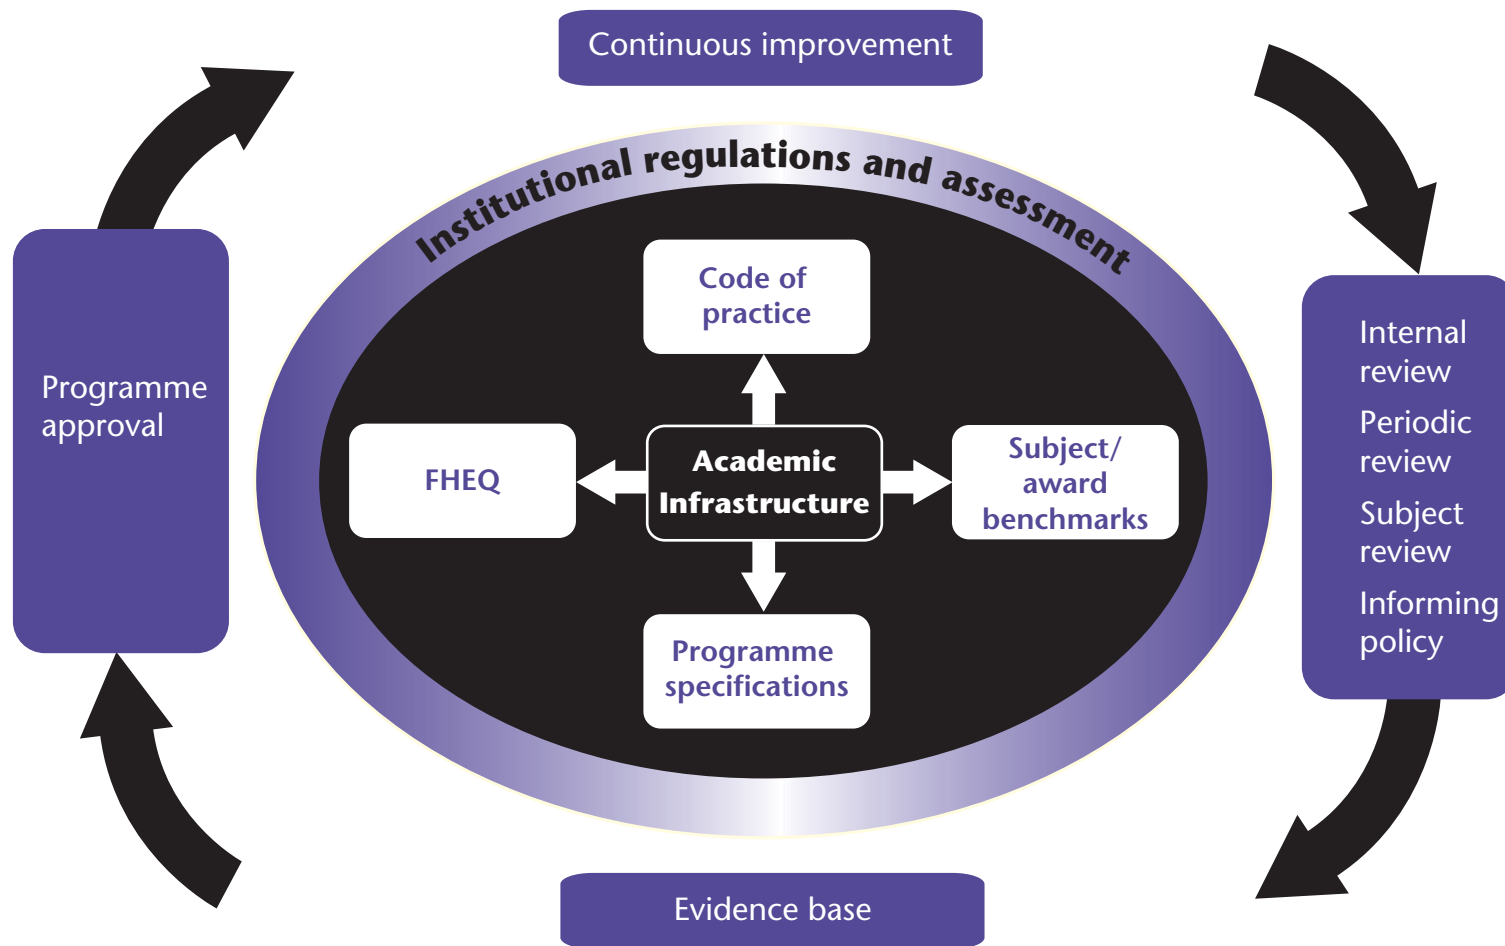 Continuous improvement
Institutional regulations and assessment
Code of
practice
Programme
approval
FHEQ
Academic
Infrastructure
Subject/
award
benchmarks
Internal
review
Periodic
review
Subject
review
Informing
policy
Programme
specifications
Evidence base